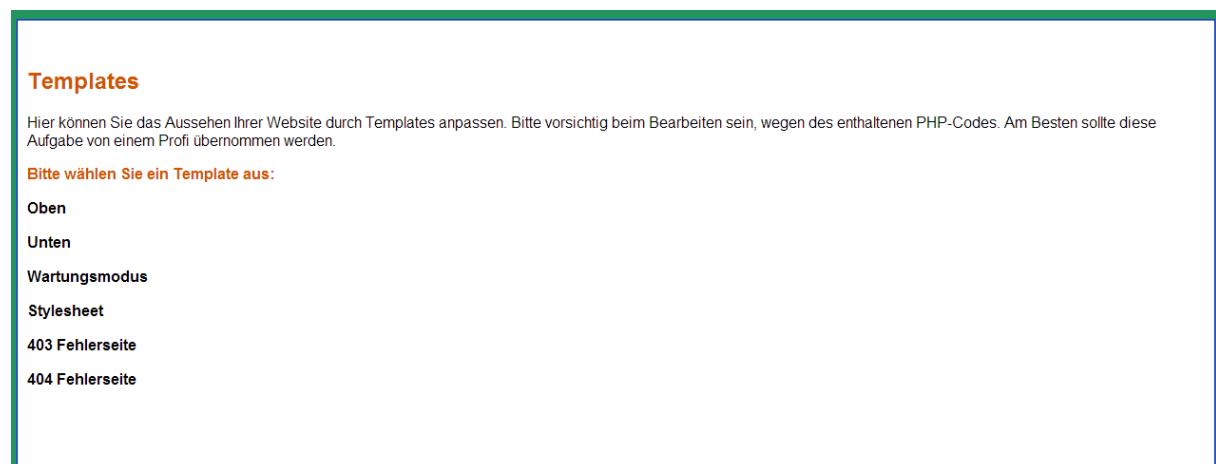 Templates
Hier können Sie das Aussehen Ihrer Website durch Templates anpassen. Bitte vorsichtig beim Bearbeiten sein, wegen des enthaltenen PHP-Codes. Am Besten sollte diese
Aufgabe von einem Profi übernommen werden.
Bitte wählen Sie ein Template aus:
Oben
Unten
Wartungsmodus
Stylesheet
403 Fehlerseite
404 Fehlerseite